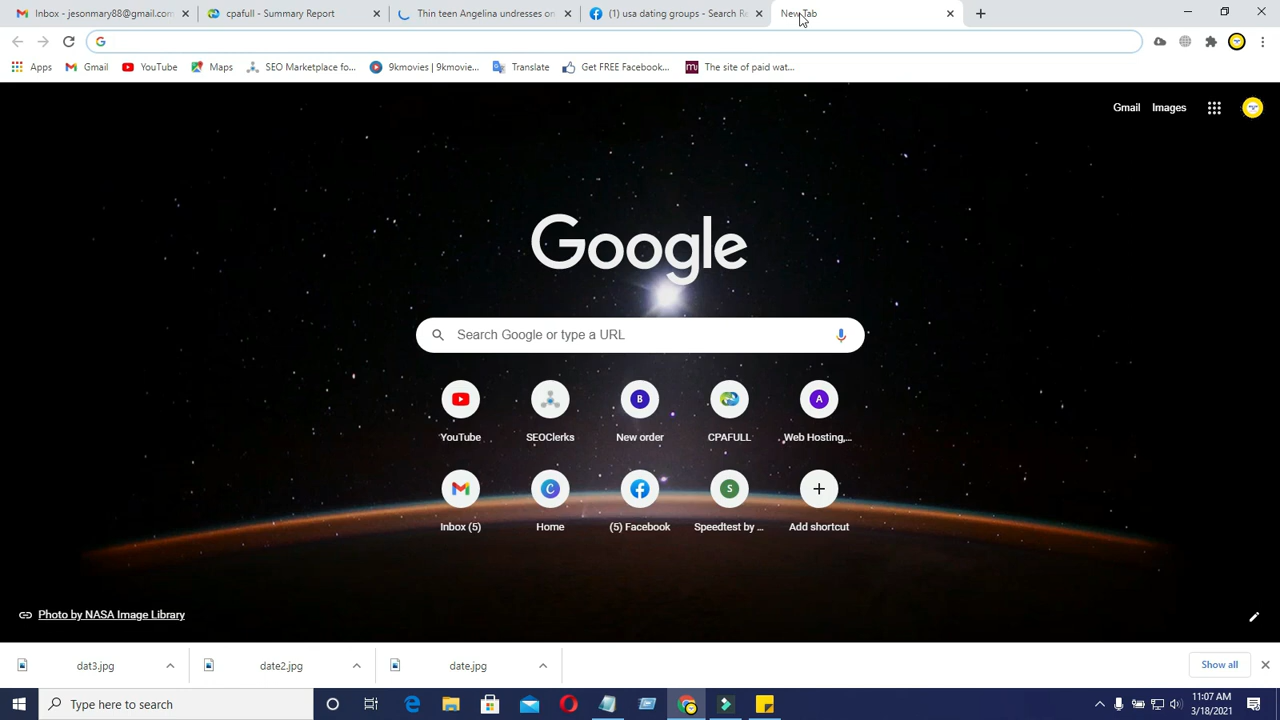 Inbox - jesonmary88@gmail.com
cpafull - Summary Report
Thin teen Angelina undresses on
(1) usa dating groups - Search Re
New Tab
Apps
Gmail
YouTube
Maps
SEO Marketplace fo...
9kmovies | 9kmovie...
Translate
Get FREE Facebook...
The site of paid wat...
Gmail
Images
Google
Search Google or type a URL
YouTube
SEOClerks
B
New order
CPAFULL
A
Web Hosting,...
Inbox (5)
C
Home
(5) Facebook
S
Speedtest by ...
Add shortcut
Photo by NASA Image Library
dat3.jpg
date2.jpg
date.jpg
Show all
Type here to search
11:07 AM
3/18/2021